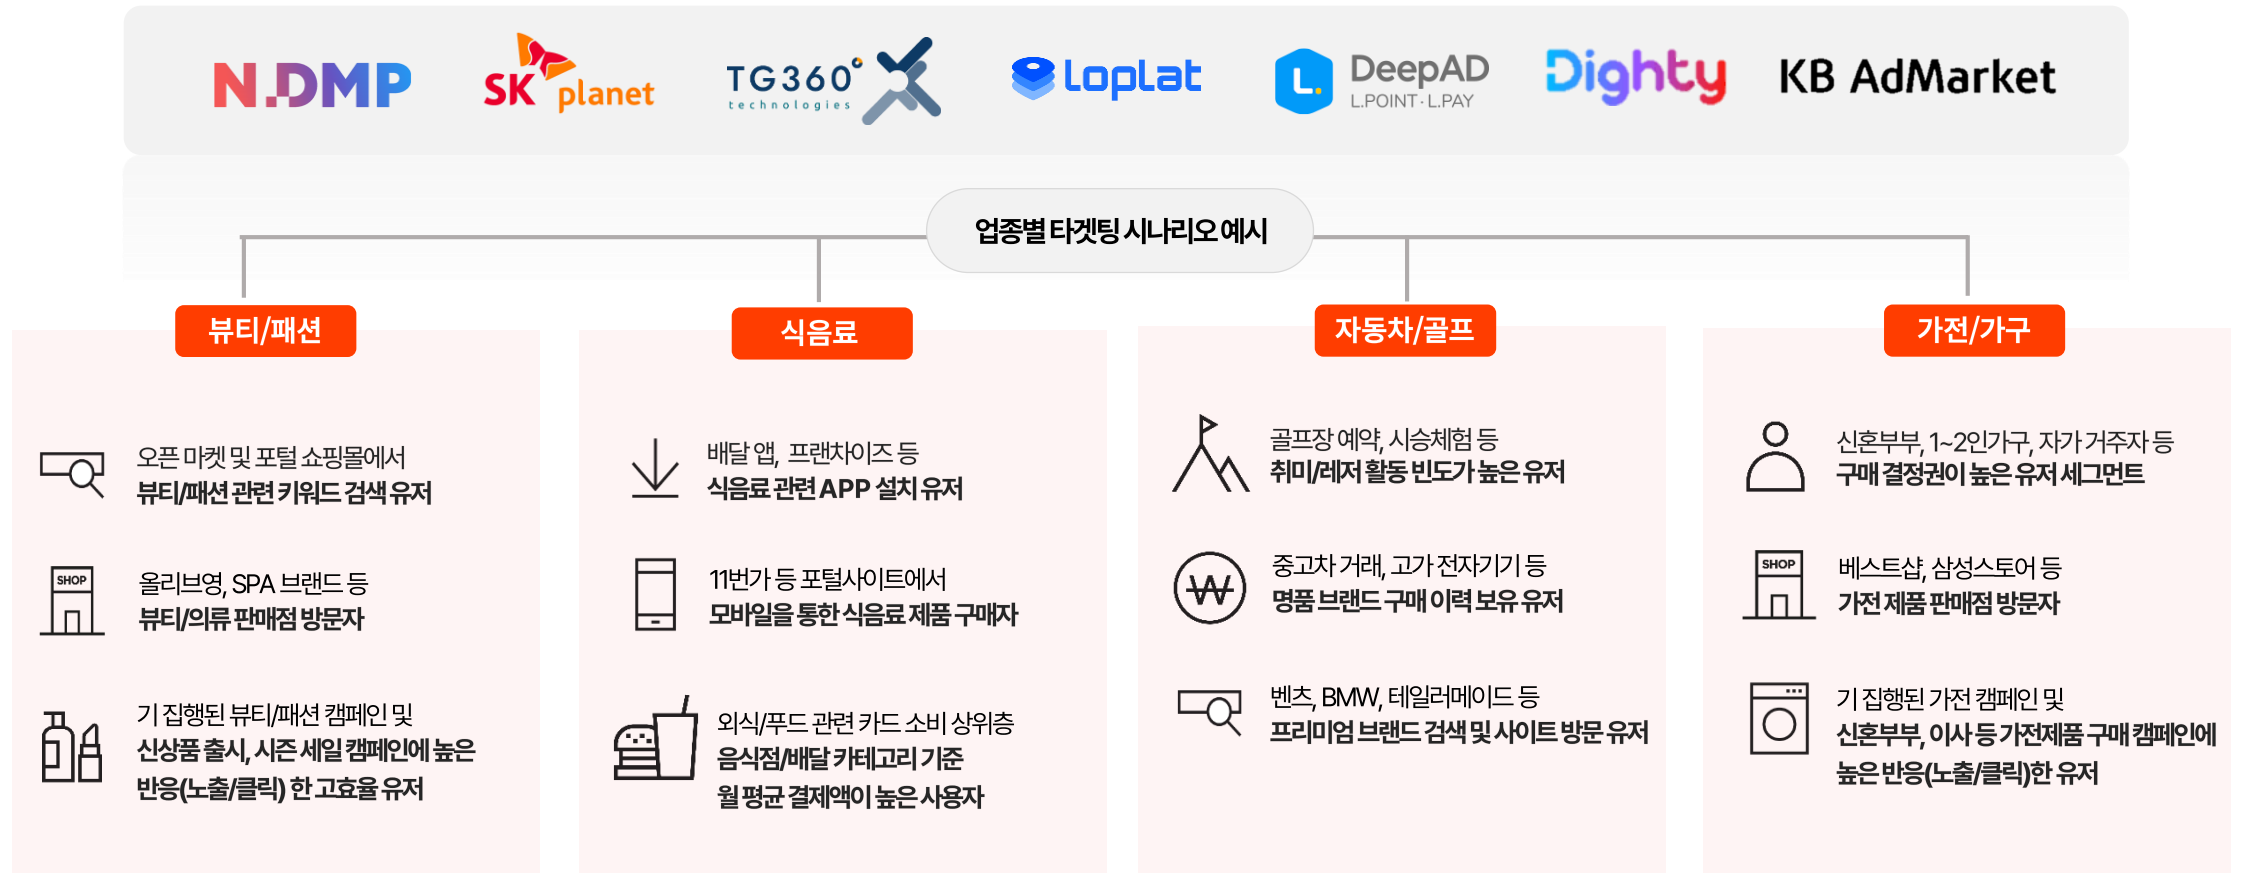 N.DMP
SK planet
TG360°
technologies
loplat
L.
DeepAD
L.POINT · L.PAY
Dighty
KB AdMarket
업종별 타겟팅 시나리오 예시
뷰티/패션
오픈 마켓 및 포털 쇼핑몰에서
뷰티/패션 관련 키워드 검색 유저
SHOP
올리브영, SPA 브랜드 등
뷰티/의류 판매점 방문자
기 집행된 뷰티/패션 캠페인 및
신상품 출시, 시즌 세일 캠페인에 높은
반응(노출/클릭) 한 고효율 유저
식음료
배달 앱, 프랜차이즈 등
식음료 관련 APP 설치 유저
11번가 등 포털사이트에서
모바일을 통한 식음료 제품 구매자
외식/푸드 관련 카드 소비 상위층
음식점/배달 카테고리 기준
월 평균 결제액이 높은 사용자
자동차/골프
골프장 예약, 시승체험 등
취미/레저 활동 빈도가 높은 유저
₩
중고차 거래, 고가 전자기기 등
명품 브랜드 구매 이력 보유 유저
벤츠, BMW, 테일러메이드 등
프리미엄 브랜드 검색 및 사이트 방문 유저
가전/가구
신혼부부, 1~2인가구, 자가 거주자 등
구매 결정권이 높은 유저 세그먼트
SHOP
베스트샵, 삼성스토어 등
가전 제품 판매점 방문자
기 집행된 가전 캠페인 및
신혼부부, 이사 등 가전제품 구매 캠페인에
높은 반응(노출/클릭)한 유저